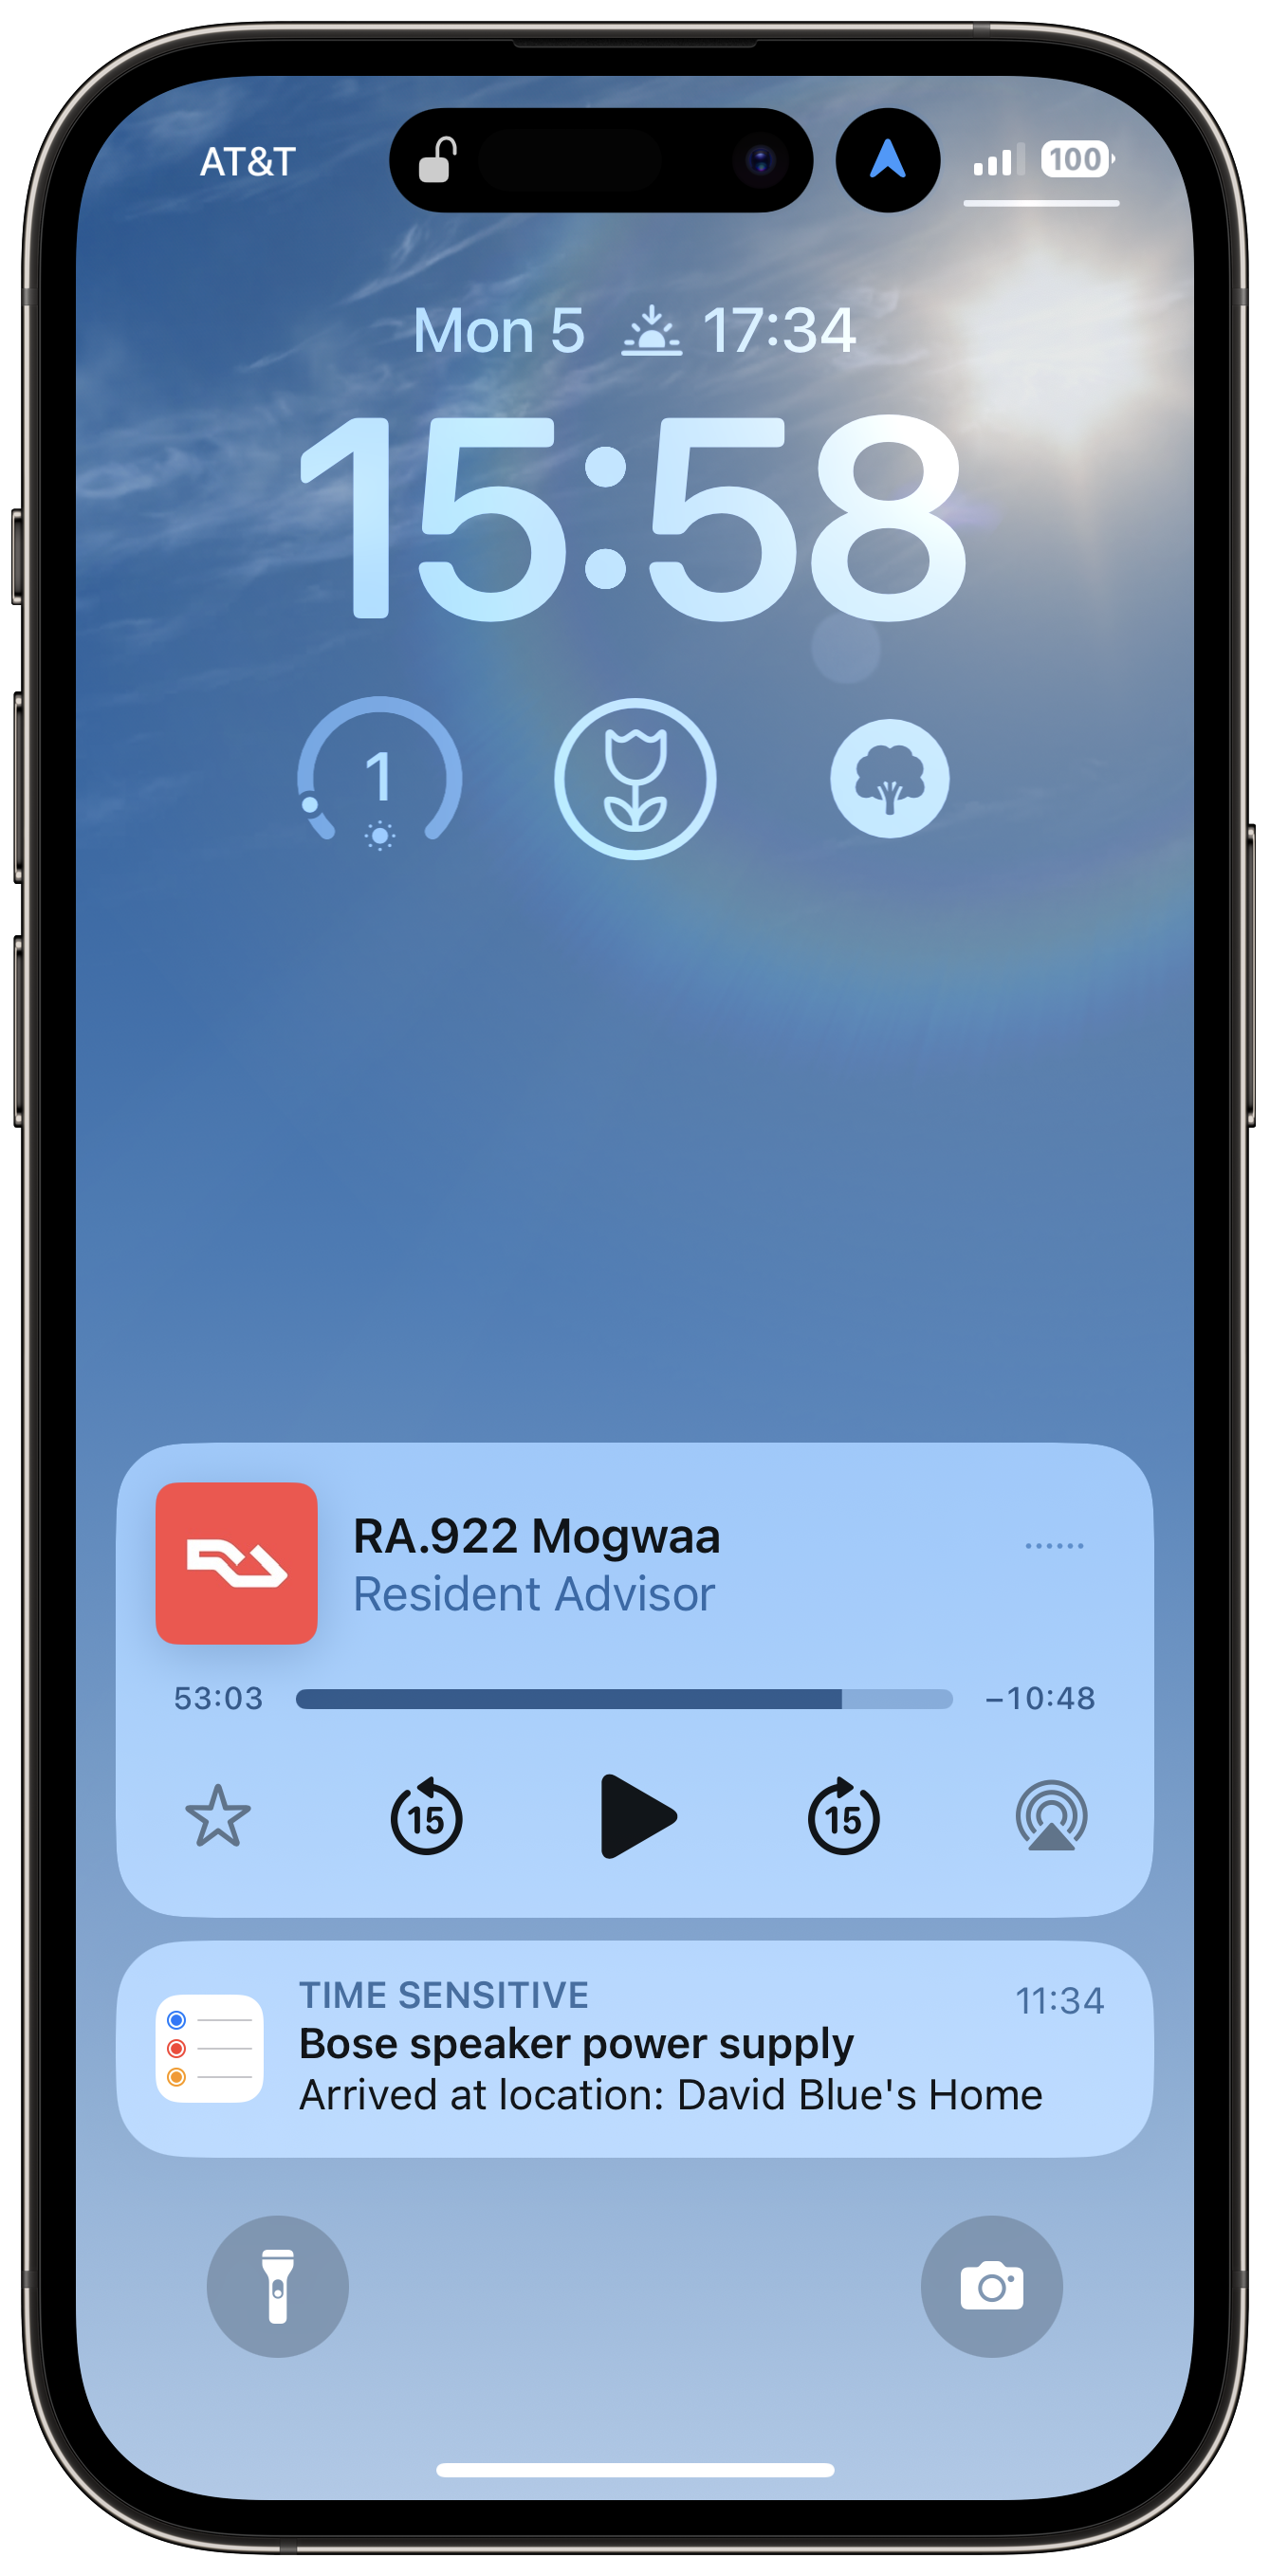 AT&T
100
Mon 5 17:34
15:58
1
RA.922 Mogwaa
Resident Advisor
53:03
–10:48
15
15
TIME SENSITIVE
11:34
Bose speaker power supply
Arrived at location: David Blue's Home